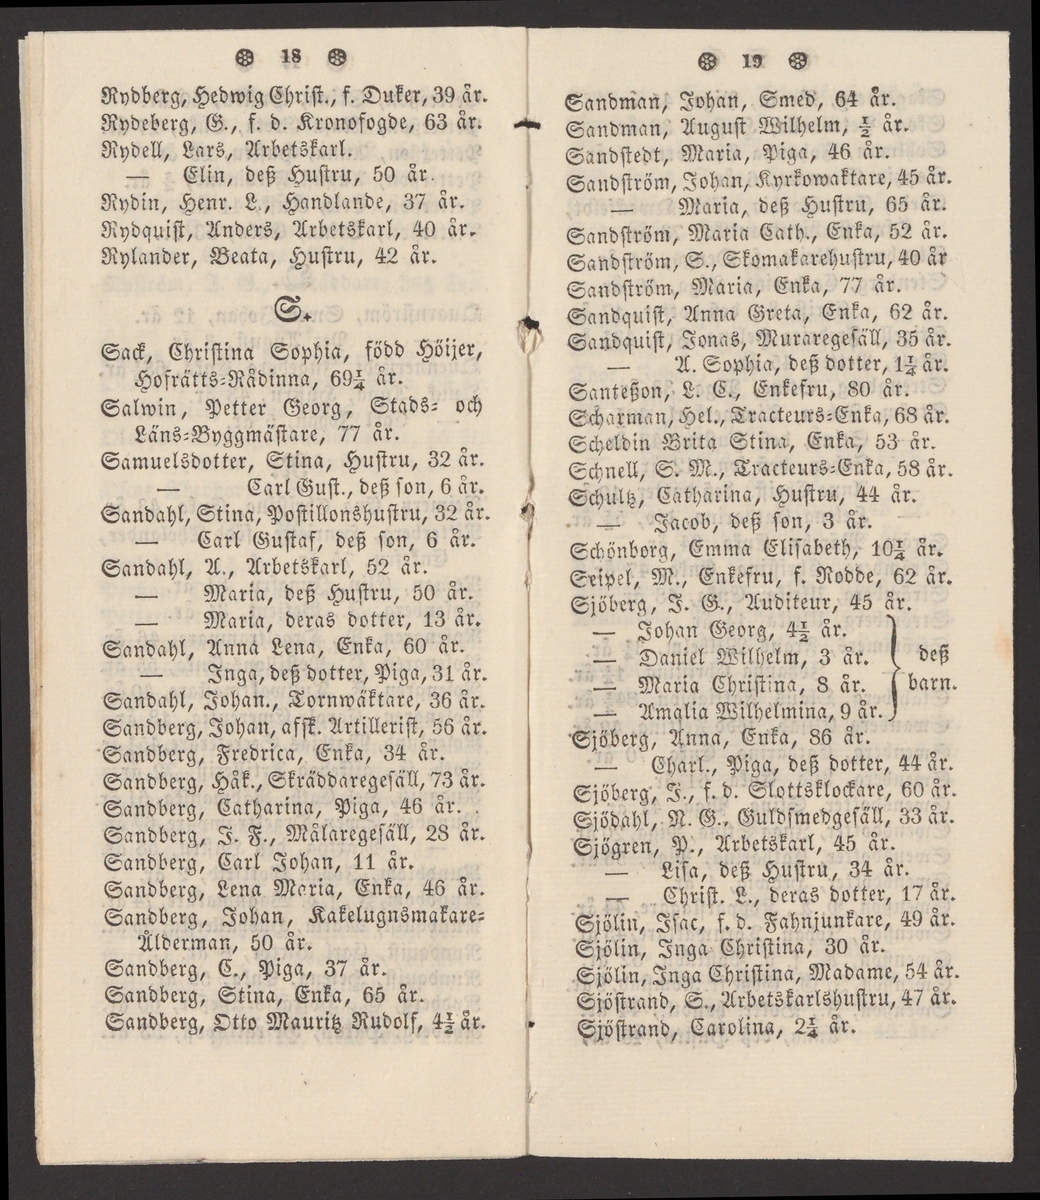 18
Rydberg, Hedwig Christ., f. Duker, 39 år.
Rydeberg, G., f. d. Kronofogde, 63 år.
Rydell, Lars, Arbetskarl.
— Elin, deß Hustru, 50 år.
Rydin, Henr. L., Handlande, 37 år.
Rydquist, Anders, Arbetskarl, 40 år.
Rylander, Beata, Hustru, 42 år.
S.
Sack, Christina Sophia, född Höijer,
Hofrätts-Rådinna, 69¼ år.
Salwin, Petter Georg, Stads- och
Läns-Byggmästare, 77 år.
Samuelsdotter, Stina, Hustru, 32 år.
— Carl Gust., deß son, 6 år.
Sandahl, Stina, Postillonshustru, 32 år.
— Carl Gustaf, deß son, 6 år.
Sandahl, A., Arbetskarl, 52 år.
— Maria, deß Hustru, 50 år.
— Maria, deras dotter, 13 år.
Sandahl, Anna Lena, Enka, 60 år.
— Inga, deß dotter, Piga, 31 år.
Sandahl, Johan., Tornwäktare, 36 år.
Sandberg, Johan, afsk. Artillerist, 56 år.
Sandberg, Fredrica, Enka, 34 år.
Sandberg, Håk., Skräddaregesäll, 73 år.
Sandberg, Catharina, Piga, 46 år.
Sandberg, J. F., Målaregesäll, 28 år.
Sandberg, Carl Johan, 11 år.
Sandberg, Lena Maria, Enka, 46 år.
Sandberg, Johan, Kakelugnsmakare-
Ålderman, 50 år.
Sandberg, C., Piga, 37 år.
Sandberg, Stina, Enka, 65 år.
Sandberg, Otto Mauritz Rudolf, 4½ år.
19
Sandman, Johan, Smed, 64 år.
Sandman, August Wilhelm, ½ år.
Sandstedt, Maria, Piga, 46 år.
Sandström, Johan, Kyrkowaktare, 45 år.
— Maria, deß Hustru, 65 år.
Sandström, Maria Cath., Enka, 52 år.
Sandström, S., Skomakarehustru, 40 år
Sandström, Maria, Enka, 77 år.
Sandquist, Anna Greta, Enka, 62 år.
Sandquist, Jonas, Muraregesäll, 35 år.
— A. Sophia, deß dotter, 1¼ år.
Santeßon, L. C., Enkefru, 80 år.
Scharman, Hel., Tracteurs-Enka, 68 år.
Scheldin Brita Stina, Enka, 53 år.
Schnell, S. M., Tracteurs-Enka, 58 år.
Schultz, Catharina, Hustru, 44 år.
— Jacob, deß son, 3 år.
Schönborg, Emma Elisabeth, 10¼ år.
Seipel, M., Enkefru, f. Rodde, 62 år.
Sjöberg, J. G., Auditeur, 45 år.
— Johan Georg, 4½ år.
— Daniel Wilhelm, 3 år. deß
— Maria Christina, 8 år. barn.
— Amalia Wilhelmina, 9 år.
Sjöberg, Anna, Enka, 86 år.
— Charl., Piga, deß dotter, 44 år.
Sjöberg, J., f. d. Slottsklockare, 60 år.
Sjödahl, N. G., Guldsmedgesäll, 33 år.
Sjögren, P., Arbetskarl, 45 år.
— Lisa, deß Hustru, 34 år.
— Christ. L., deras dotter, 17 år.
Sjölin, Isac, f. d. Fahnjunkare, 49 år.
Sjölin, Inga Christina, 30 år.
Sjölin, Inga Christina, Madame, 54 år.
Sjöstrand, S., Arbetskarlshustru, 47 år.
Sjöstrand, Carolina, 2¼ år.